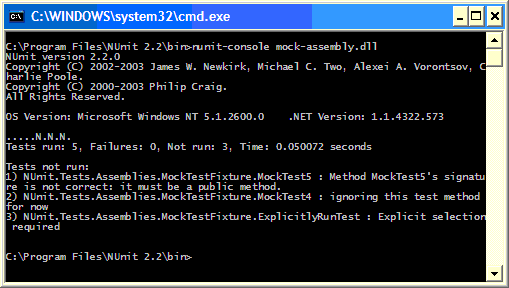 C:\WINDOWS\system32\cmd.exe
C:\Program Files\NUnit 2.2\bin>nunit-console mock-assembly.dll
NUnit version 2.2.0
Copyright (C) 2002-2003 James W. Newkirk, Michael C. Two, Alexei A. Vorontsov, C
harlie Poole.
Copyright (C) 2000-2003 Philip Craig.
All Rights Reserved.
OS Version: Microsoft Windows NT 5.1.2600.0    .NET Version: 1.1.4322.573
.....N.N.N.
Tests run: 5, Failures: 0, Not run: 3, Time: 0.050072 seconds
Tests not run:
1) NUnit.Tests.Assemblies.MockTestFixture.MockTest5 : Method MockTest5's signatu
re is not correct: it must be a public method.
2) NUnit.Tests.Assemblies.MockTestFixture.MockTest4 : ignoring this test method
for now
3) NUnit.Tests.Assemblies.MockTestFixture.ExplicitlyRunTest : Explicit selection
 required
C:\Program Files\NUnit 2.2\bin>